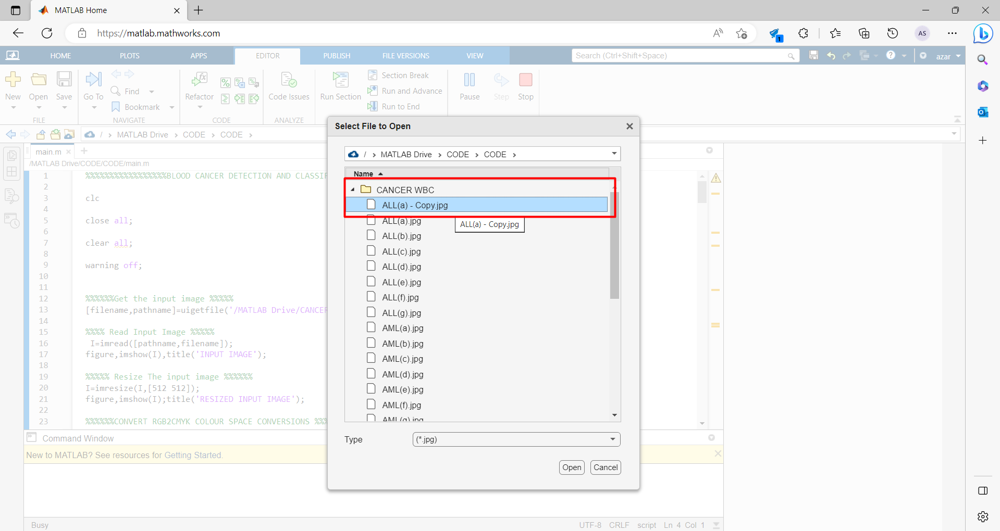 MATLAB Home
https://matlab.mathworks.com
1
AS
HOME PLOTS APPS EDITOR PUBLISH FILE VERSIONS VIEW
Search (Ctrl+Shift+Space)
azar
New Open Save
FILE
Go To
Find
Bookmark
NAVIGATE
Refactor
CODE
Code Issues
ANALYZE
Run Section
Section Break
Run and Advance
Run to End
Pause Step Stop
/ › MATLAB Drive › CODE › CODE ›
main.m
/MATLAB Drive/CODE/CODE/main.m
1 %%%%%%%%%%%%%%%%%BLOOD CANCER DETECTION AND CLASSIF
2
3 clc
4
5 close all;
6
7 clear all;
8
9 warning off;
10
11
12 %%%%%%Get the input image %%%%%
13 [filename,pathname]=uigetfile('/MATLAB Drive/CANCER
14
15 %%%% Read Input Image %%%%%
16 I=imread([pathname,filename]);
17 figure,imshow(I),title('INPUT IMAGE');
18
19 %%%%% Resize The input image %%%%%%
20 I=imresize(I,[512 512]);
21 figure,imshow(I);title('RESIZED INPUT IMAGE');
22
23 %%%%%%CONVERT RGB2CMYK COLOUR SPACE CONVERSIONS %%%
Select File to Open
/ › MATLAB Drive › CODE › CODE ›
Name
CANCER WBC
ALL(a) - Copy.jpg
ALL(a).jpg
ALL(a) - Copy.jpg
ALL(b).jpg
ALL(c).jpg
ALL(d).jpg
ALL(e).jpg
ALL(f).jpg
ALL(g).jpg
AML(a).jpg
AML(b).jpg
AML(c).jpg
AML(d).jpg
AML(e).jpg
AML(f).jpg
AML(g).jpg
Type (*.jpg)
Open Cancel
Command Window
New to MATLAB? See resources for Getting Started.
Busy
UTF-8 CRLF script Ln 4 Col 1